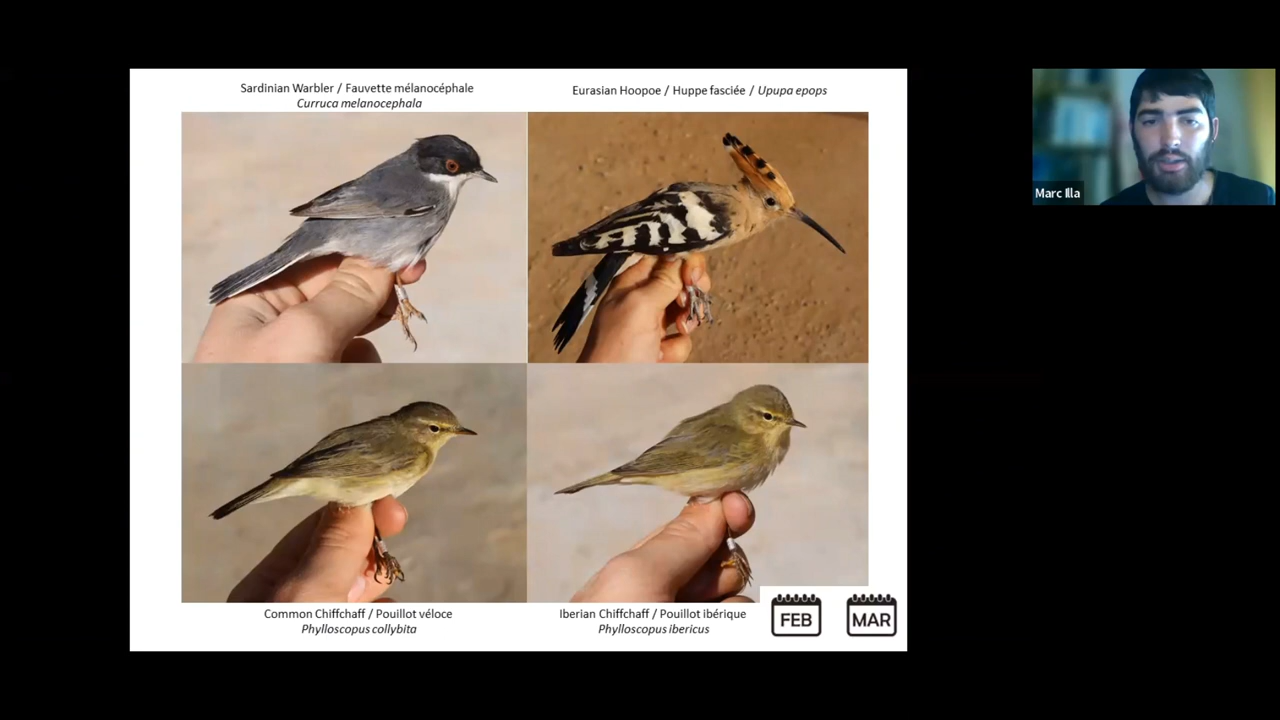 Sardinian Warbler / Fauvette mélanocéphale
Curruca melanocephala
Eurasian Hoopoe / Huppe fasciée / Upupa epops
Marc Illa
Common Chiffchaff / Pouillot véloce
Phylloscopus collybita
Iberian Chiffchaff / Pouillot ibérique
Phylloscopus ibericus
FEB
MAR